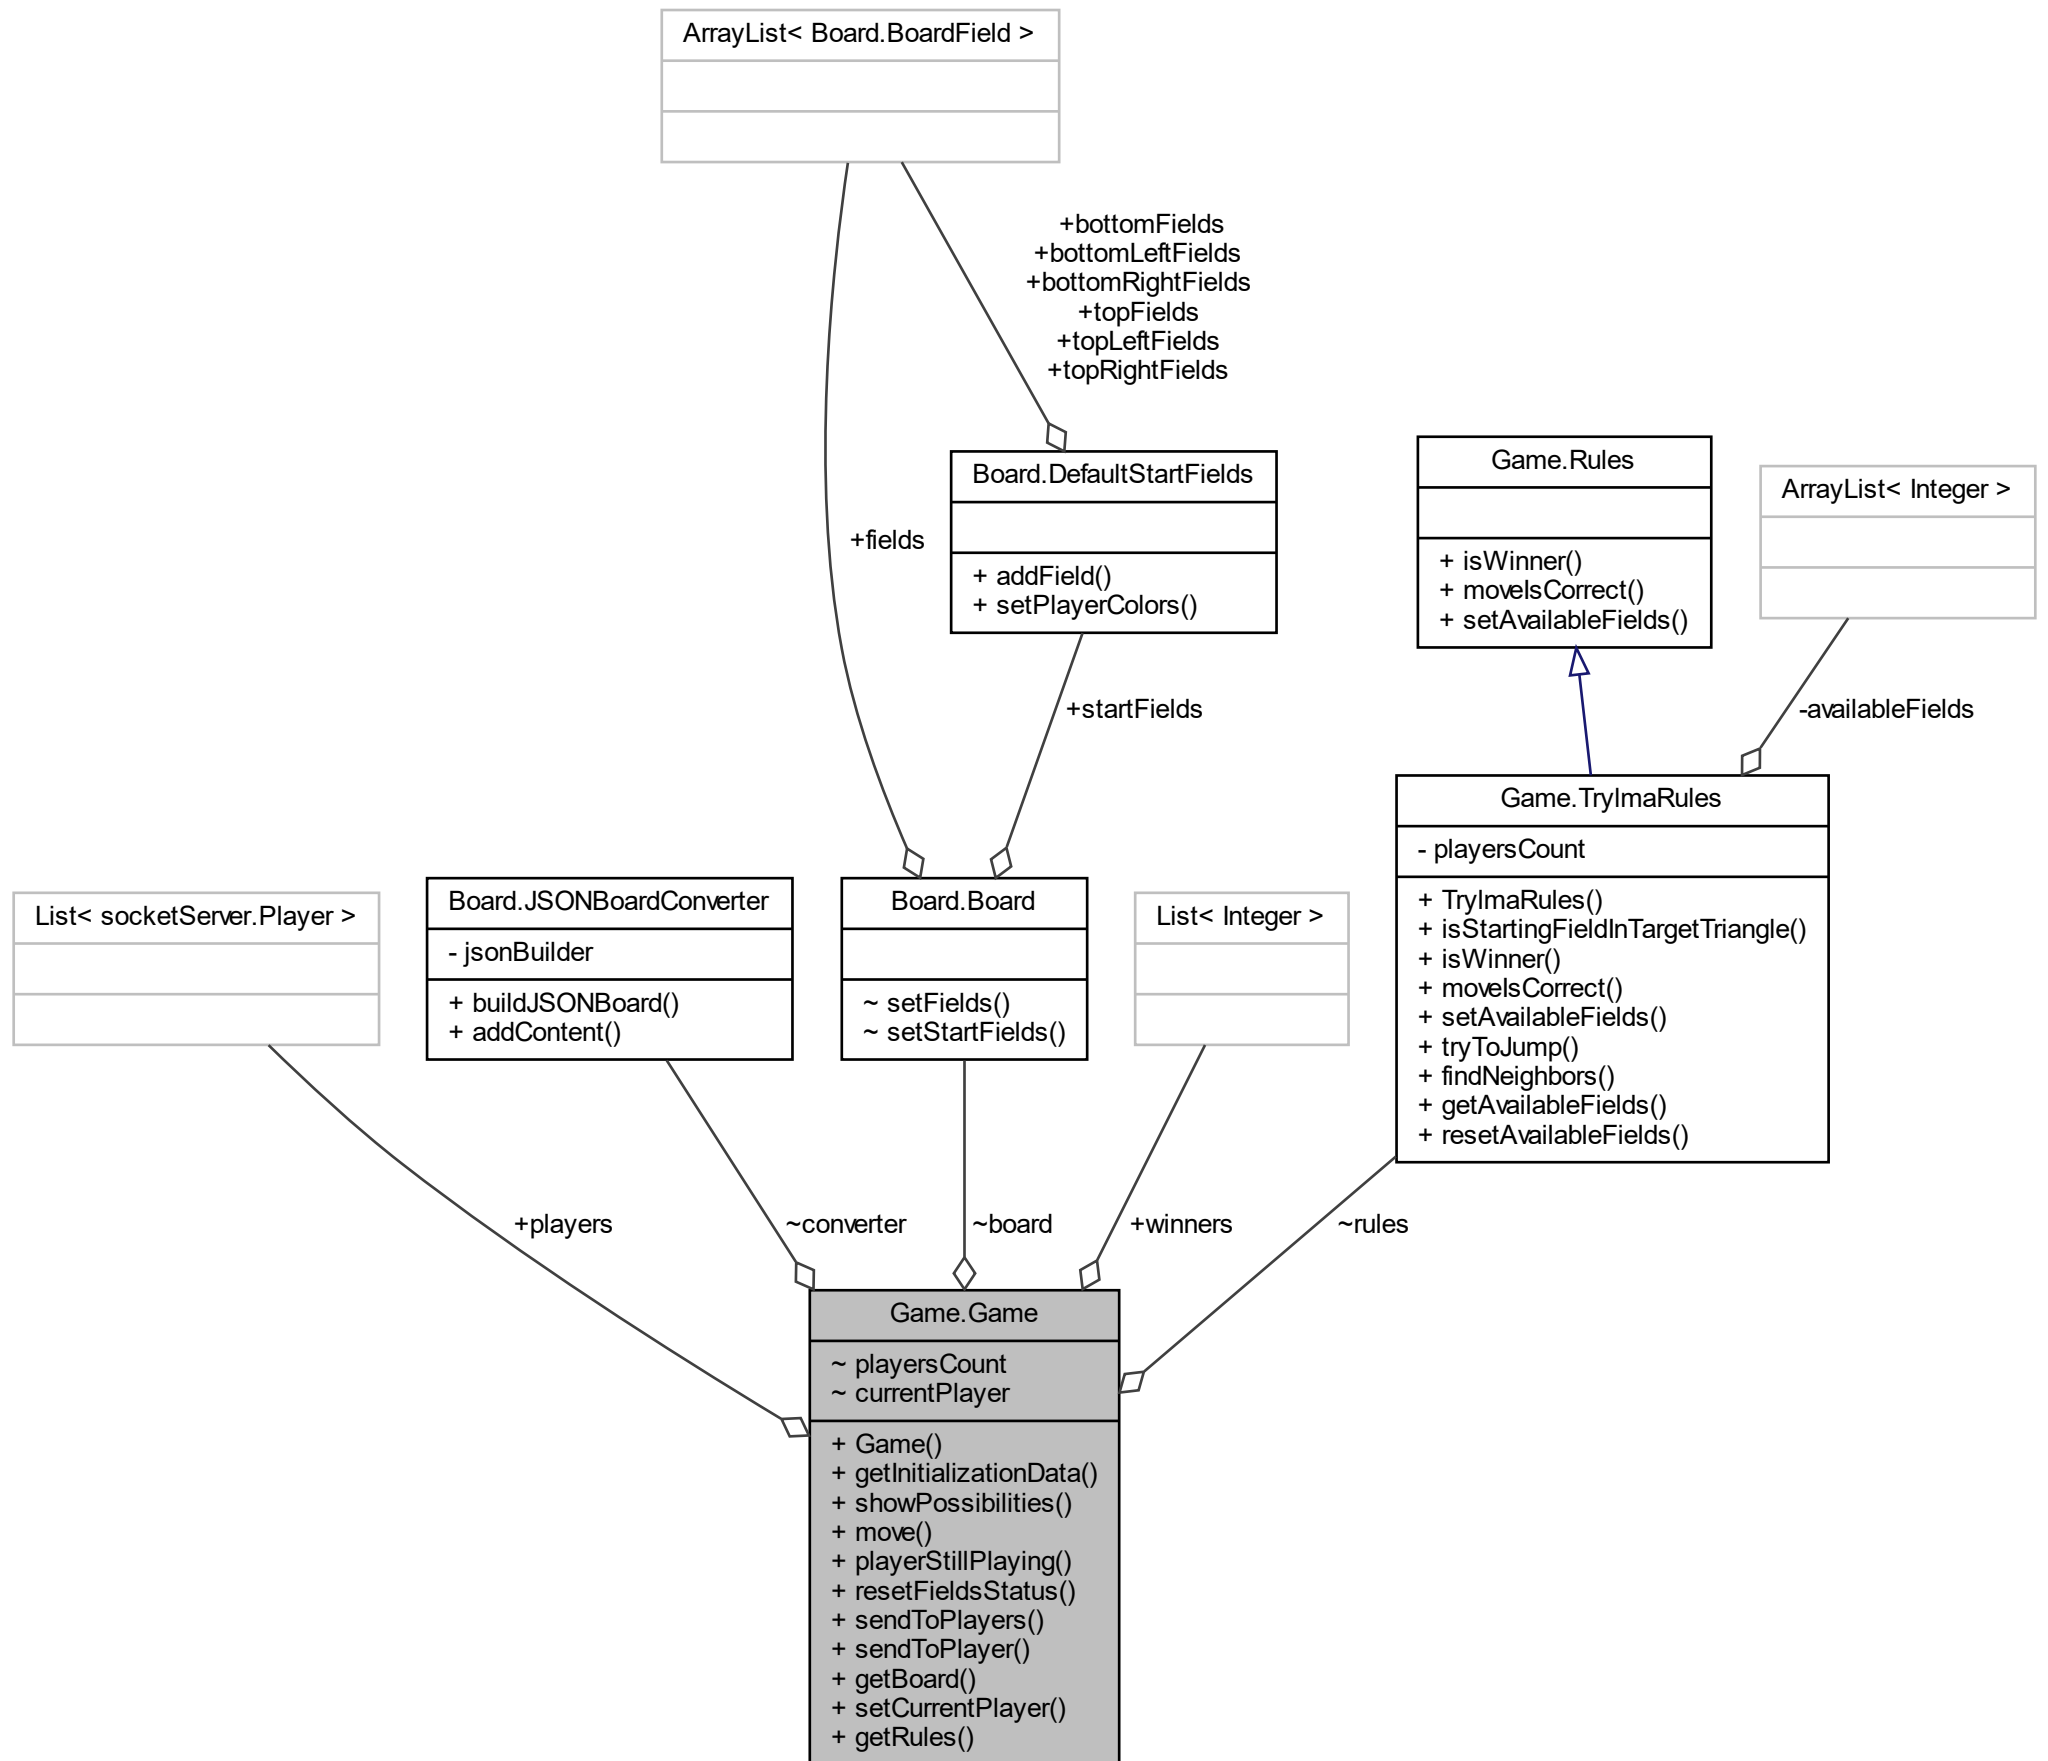 ArrayList< Board.BoardField >
+bottomFields
+bottomLeftFields
+bottomRightFields
+topFields
+topLeftFields
+topRightFields
+fields
Board.DefaultStartFields
+ addField()
+ setPlayerColors()
Game.Rules
+ isWinner()
+ moveIsCorrect()
+ setAvailableFields()
ArrayList< Integer >
+startFields
-availableFields
Game.TrylmaRules
- playersCount
+ TrylmaRules()
+ isStartingFieldInTargetTriangle()
+ isWinner()
+ moveIsCorrect()
+ setAvailableFields()
+ tryToJump()
+ findNeighbors()
+ getAvailableFields()
+ resetAvailableFields()
List< socketServer.Player >
Board.JSONBoardConverter
- jsonBuilder
+ buildJSONBoard()
+ addContent()
Board.Board
~ setFields()
~ setStartFields()
List< Integer >
+players
~converter
~board
+winners
~rules
Game.Game
~ playersCount
~ currentPlayer
+ Game()
+ getInitializationData()
+ showPossibilities()
+ move()
+ playerStillPlaying()
+ resetFieldsStatus()
+ sendToPlayers()
+ sendToPlayer()
+ getBoard()
+ setCurrentPlayer()
+ getRules()